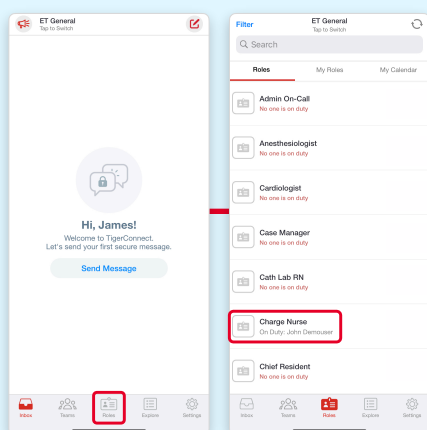 ET General
Tap to Switch
Hi, James!
Welcome to TigerConnect.
Let's send your first secure message.
Send Message
Inbox
Teams
Roles
Explore
Settings
Filter
ET General
Tap to Switch
Search
Roles
My Roles
My Calendar
Admin On-Call
No one is on duty
Anesthesiologist
No one is on duty
Cardiologist
No one is on duty
Case Manager
No one is on duty
Cath Lab RN
No one is on duty
Charge Nurse
On Duty: John Demouser
Chief Resident
No one is on duty
Inbox
Teams
Roles
Explore
Settings